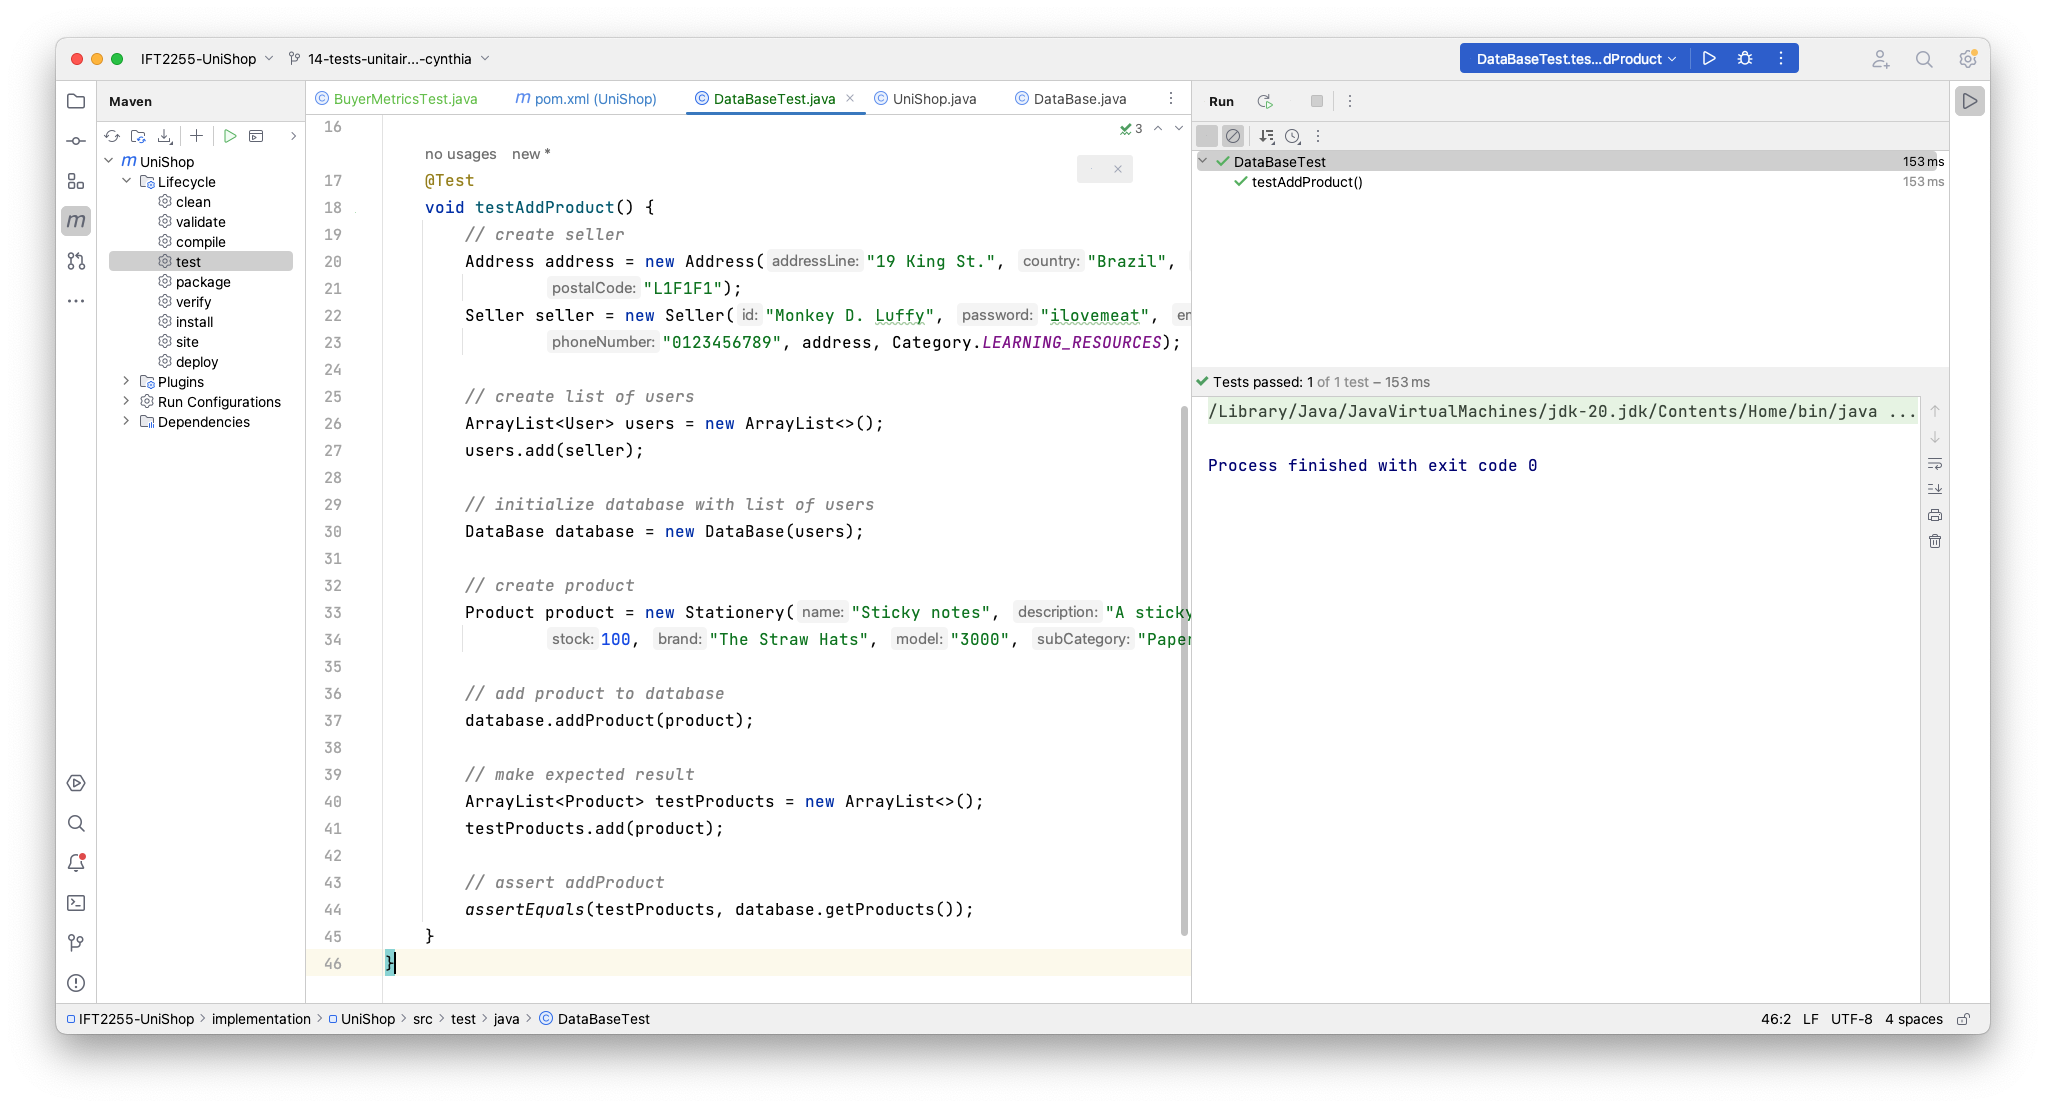 IFT2255-UniShop
14-tests-unitair...-cynthia
DataBaseTest.tes...dProduct
Maven
UniShop
Lifecycle
clean
validate
compile
test
package
verify
install
site
deploy
Plugins
Run Configurations
Dependencies
BuyerMetricsTest.java
pom.xml (UniShop)
DataBaseTest.java
UniShop.java
DataBase.java
3
16
no usages new *
17 @Test
18 void testAddProduct() {
19 // create seller
20 Address address = new Address( addressLine: "19 King St.", country: "Brazil",
21 postalCode: "L1F1F1");
22 Seller seller = new Seller( id: "Monkey D. Luffy", password: "ilovemeat", em
23 phoneNumber: "0123456789", address, Category.LEARNING_RESOURCES);
24
25 // create list of users
26 ArrayList<User> users = new ArrayList<>();
27 users.add(seller);
28
29 // initialize database with list of users
30 DataBase database = new DataBase(users);
31
32 // create product
33 Product product = new Stationery( name: "Sticky notes", description: "A sticky
34 stock: 100, brand: "The Straw Hats", model: "3000", subCategory: "Paper
35
36 // add product to database
37 database.addProduct(product);
38
39 // make expected result
40 ArrayList<Product> testProducts = new ArrayList<>();
41 testProducts.add(product);
42
43 // assert addProduct
44 assertEquals(testProducts, database.getProducts());
45 }
46 }
Run
DataBaseTest 153 ms
testAddProduct() 153 ms
Tests passed: 1 of 1 test – 153 ms
/Library/Java/JavaVirtualMachines/jdk-20.jdk/Contents/Home/bin/java ...
Process finished with exit code 0
IFT2255-UniShop > implementation > UniShop > src > test > java > DataBaseTest
46:2 LF UTF-8 4 spaces